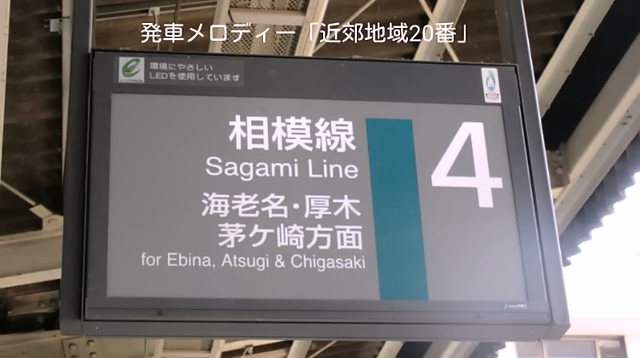 発車メロディー「近郊地域20番」
環境にやさしい
LEDを使用しています
相模線
Sagami Line
4
海老名・厚木
茅ケ崎方面
for Ebina, Atsugi & Chigasaki